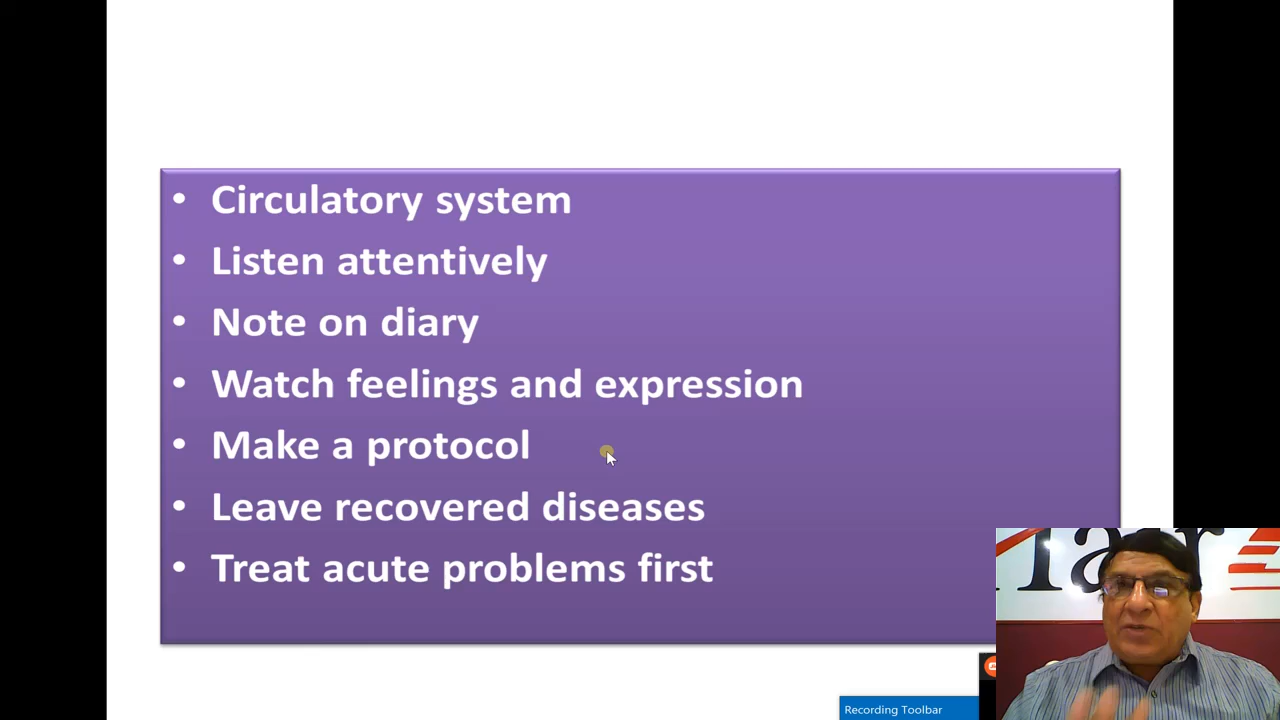 • Circulatory system
• Listen attentively
• Note on diary
• Watch feelings and expression
• Make a protocol
• Leave recovered diseases
• Treat acute problems first
Recording Toolbar